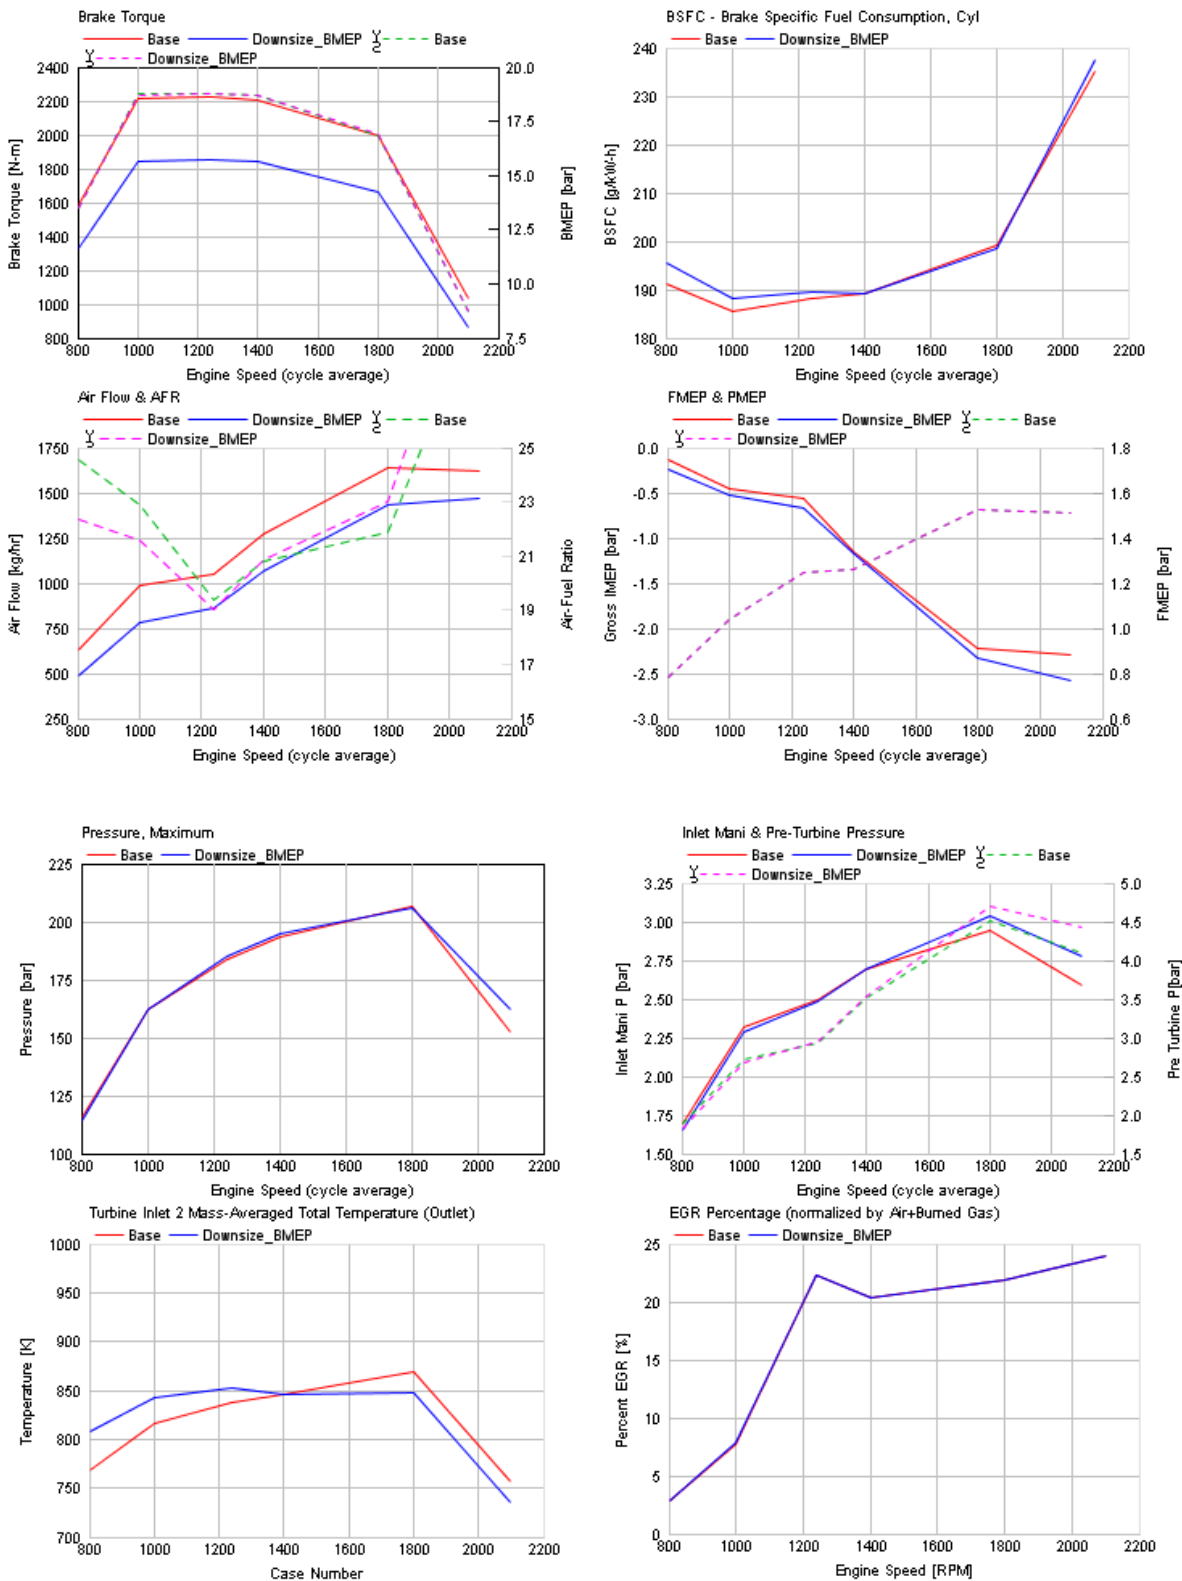 Brake Torque
Base Downsize_BMEP Y2 Base
Y2 Downsize_BMEP
2400 20.0
2200
2000 17.5
1800 15.0
1600
1400 12.5
1200 10.0
1000
800 7.5
Brake Torque [N-m]
BMEP [bar]
800 1000 1200 1400 1600 1800 2000 2200
Engine Speed (cycle average)
BSFC - Brake Specific Fuel Consumption, Cyl
Base Downsize_BMEP
240
230
220
210
200
190
180
BSFC [g/kW-h]
800 1000 1200 1400 1600 1800 2000 2200
Engine Speed (cycle average)
Air Flow & AFR
Base Downsize_BMEP Y2 Base
Y2 Downsize_BMEP
1750 25
1500 23
1250
1000 21
750 19
500 17
250 15
Air Flow [kg/hr]
Air-Fuel Ratio
800 1000 1200 1400 1600 1800 2000 2200
Engine Speed (cycle average)
FMEP & PMEP
Base Downsize_BMEP Y2 Base
Y2 Downsize_BMEP
0.0 1.8
-0.5 1.6
-1.0 1.4
-1.5 1.2
-2.0 1.0
-2.5 0.8
-3.0 0.6
Gross IMEP [bar]
FMEP [bar]
800 1000 1200 1400 1600 1800 2000 2200
Engine Speed (cycle average)
Pressure, Maximum
Base Downsize_BMEP
225
200
175
150
125
100
Pressure [bar]
800 1000 1200 1400 1600 1800 2000 2200
Engine Speed (cycle average)
Inlet Mani & Pre-Turbine Pressure
Base Downsize_BMEP Y2 Base
Y2 Downsize_BMEP
3.25 5.0
3.00 4.5
2.75 4.0
2.50 3.5
2.25 3.0
2.00 2.5
1.75 2.0
1.50 1.5
Inlet Mani P [bar]
Pre Turbine P[bar]
800 1000 1200 1400 1600 1800 2000 2200
Engine Speed (cycle average)
Turbine Inlet 2 Mass-Averaged Total Temperature (Outlet)
Base Downsize_BMEP
1000
950
900
850
800
750
700
Temperature [K]
800 1000 1200 1400 1600 1800 2000 2200
Case Number
EGR Percentage (normalized by Air+Burned Gas)
Base Downsize_BMEP
25
20
15
10
5
0
Percent EGR [%]
800 1000 1200 1400 1600 1800 2000 2200
Engine Speed [RPM]